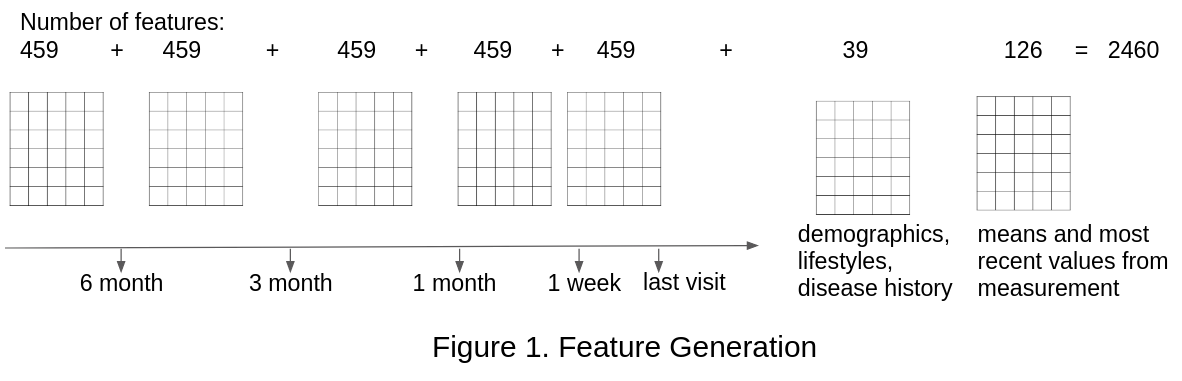 Number of features:
459 + 459 + 459 + 459 + 459 + 39 126 = 2460
6 month 3 month 1 month 1 week last visit
demographics,
lifestyles,
disease history
means and most
recent values from
measurement
Figure 1. Feature Generation